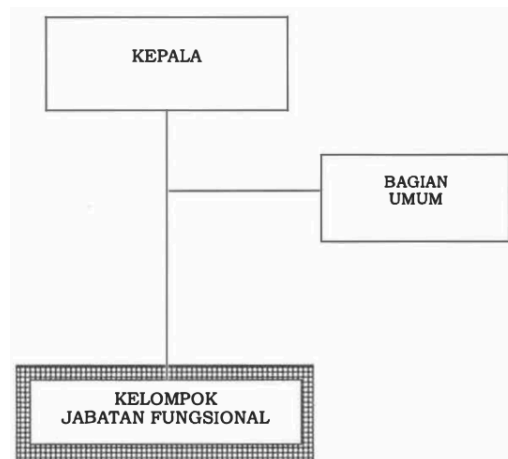 KEPALA
BAGIAN
UMUM
KELOMPOK
JABATAN FUNGSIONAL